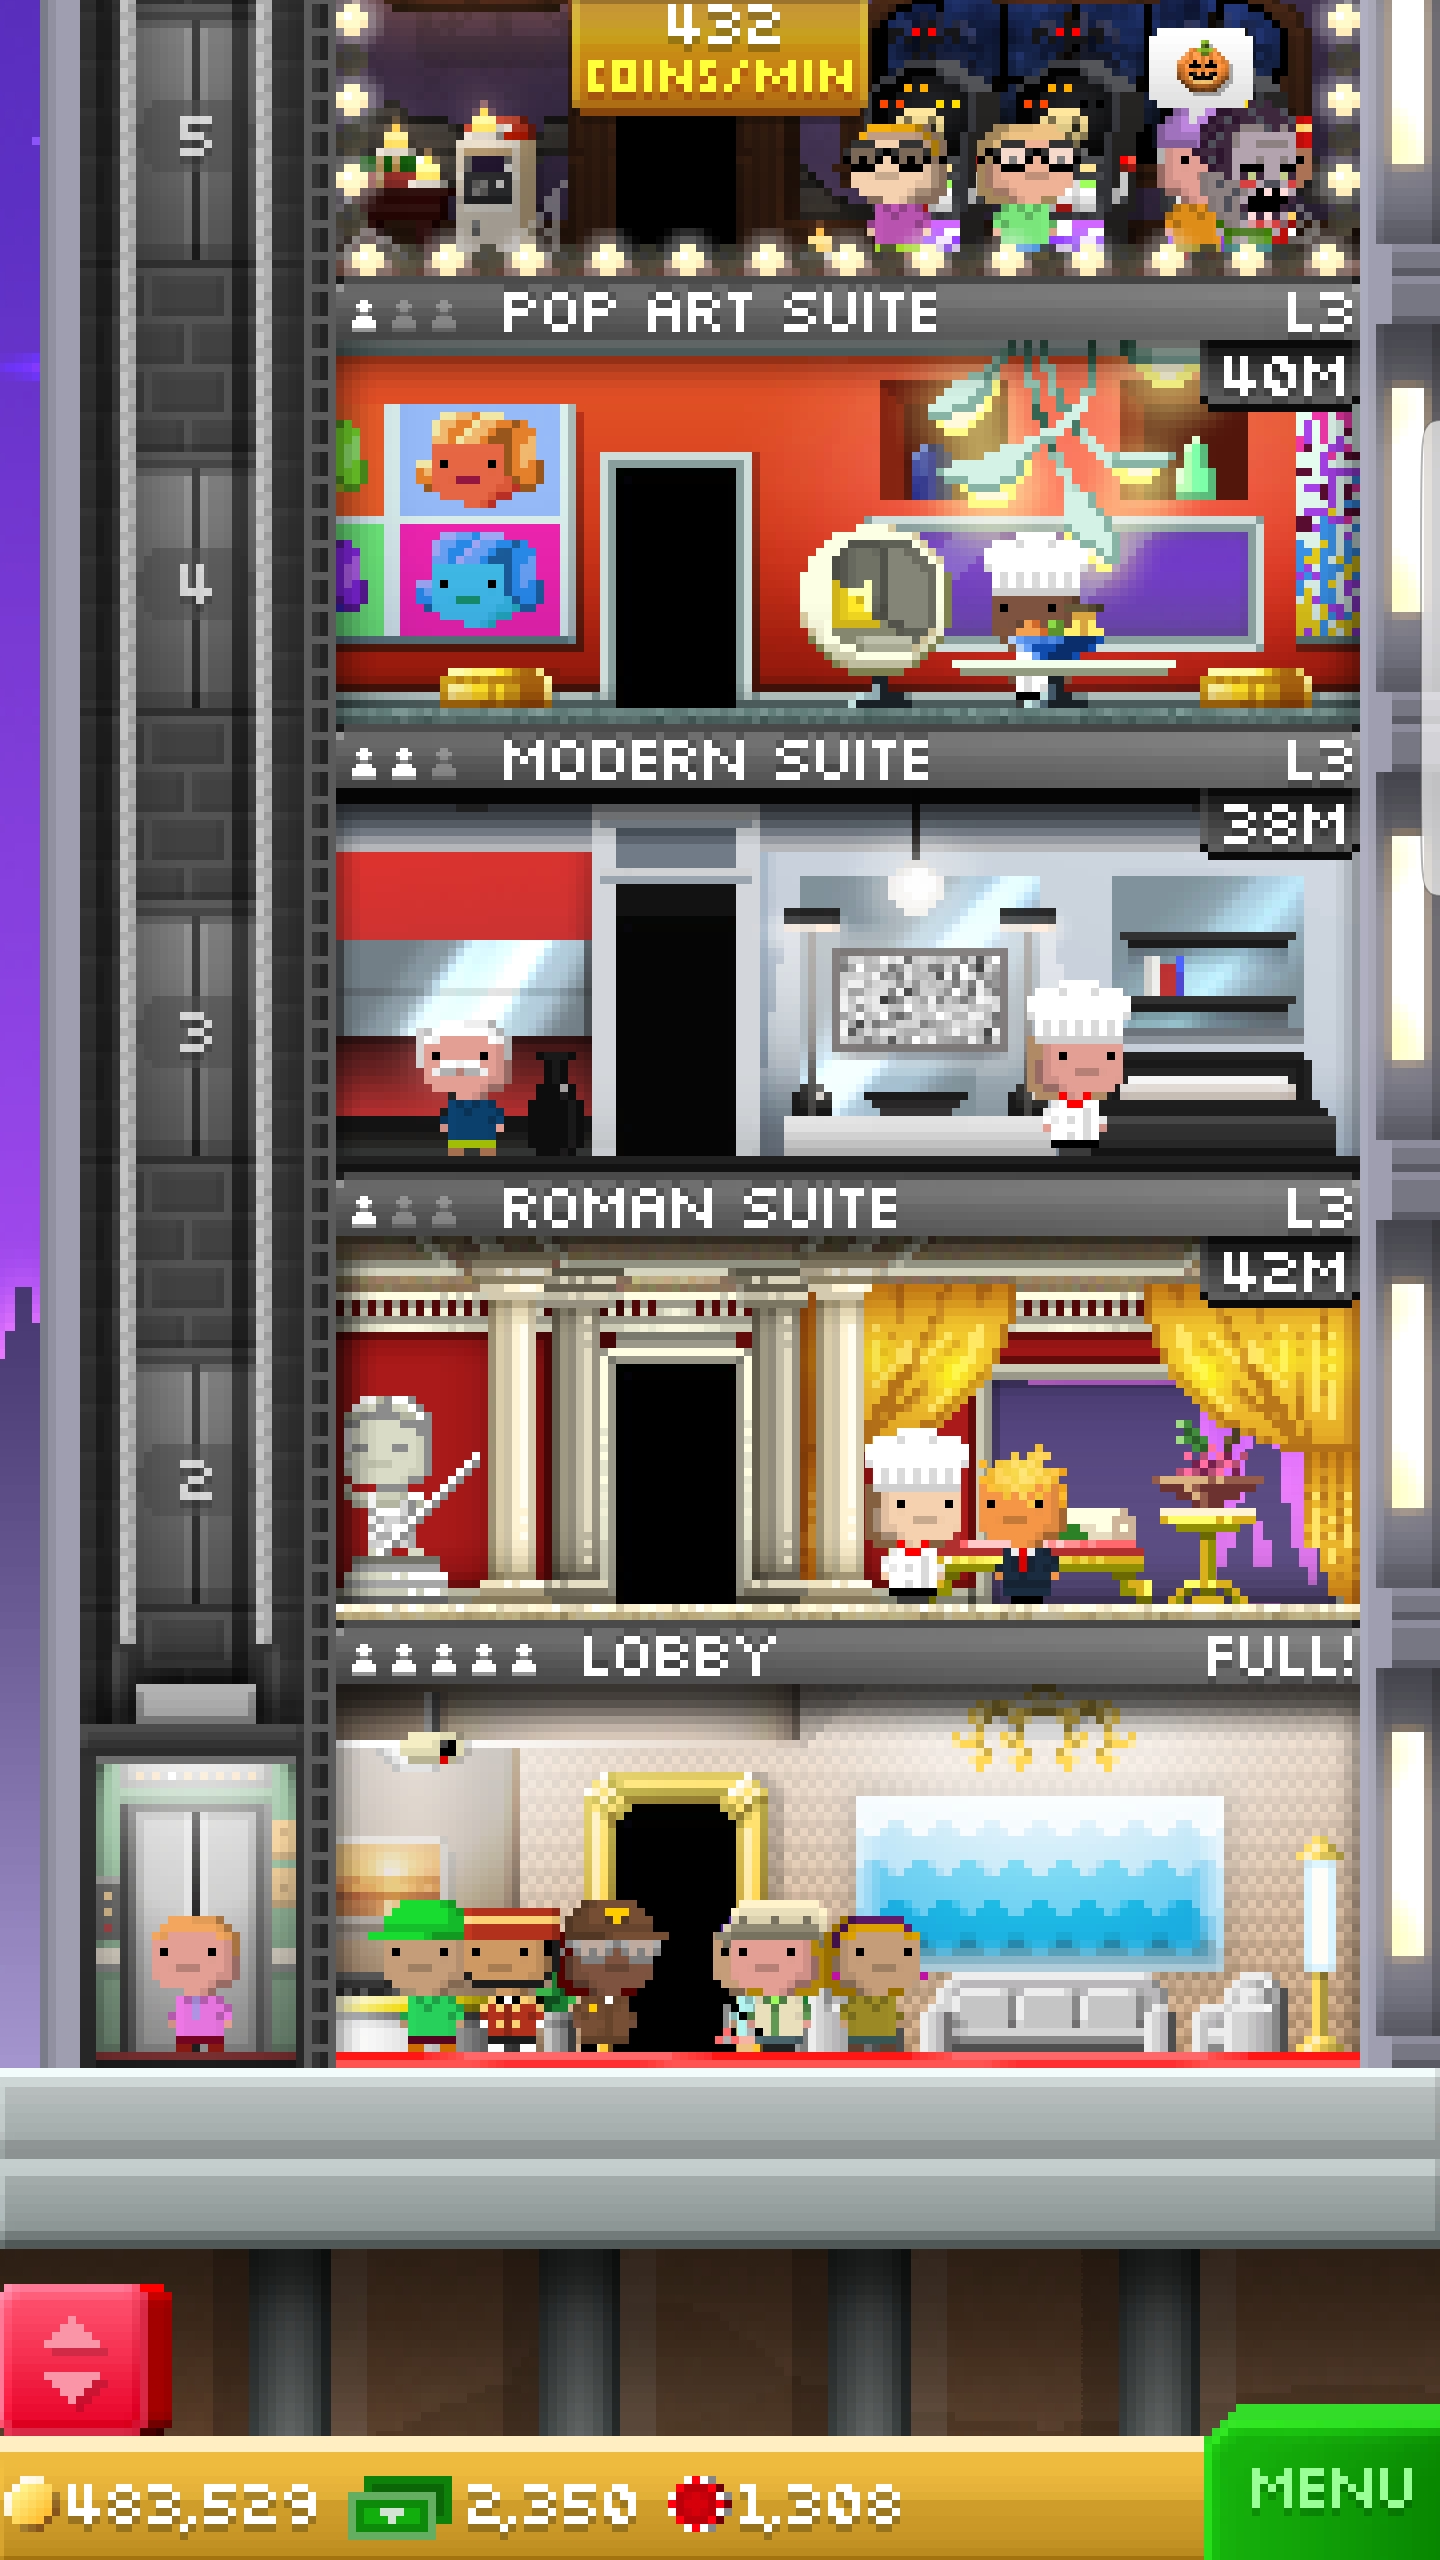 432
COINS/MIN
5
POP ART SUITE L3
40M
4
MODERN SUITE L3
38M
3
ROMAN SUITE L3
42M
2
LOBBY FULL!
483,529 2,350 1,308
MENU